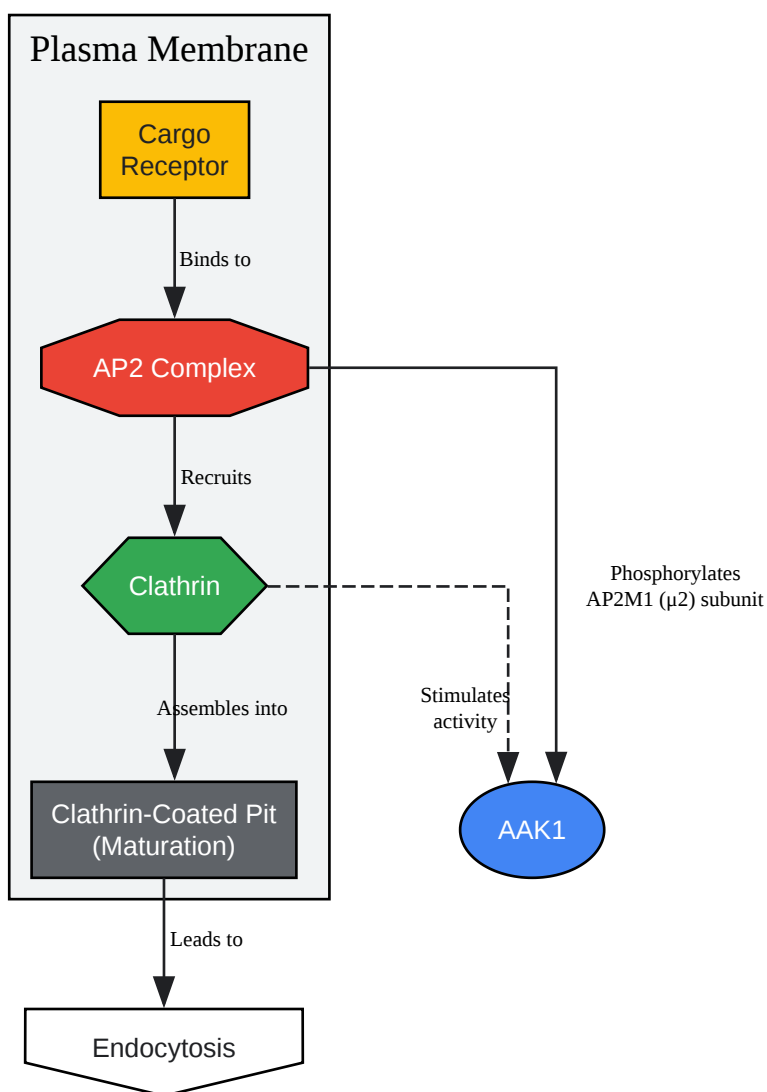 Plasma Membrane
Cargo
Receptor
Binds to
AP2 Complex
Recruits
Clathrin
Phosphorylates
AP2M1 (μ2) subunit
Stimulates
activity
Assembles into
Clathrin-Coated Pit
(Maturation)
AAK1
Leads to
Endocytosis